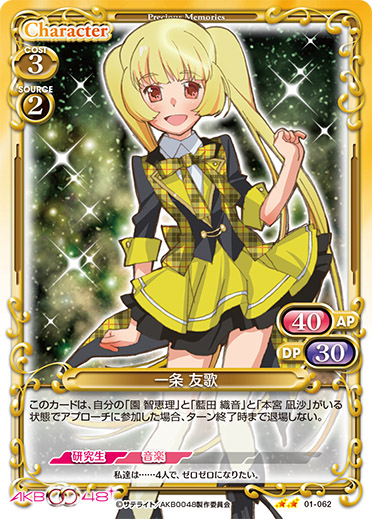 Precious Memories
Character
COST
3
SOURCE
2
40 AP
DP 30
一条 友歌
このカードは、自分の「園 智恵理」と「藍田 織音」と「本宮 凪沙」がいる
状態でアプローチに参加した場合、ターン終了時まで退場しない。
研究生 音楽
私達は……4人で、ゼロゼロになりたい。
AKB0048
©サテライト/AKB0048製作委員会
01-062